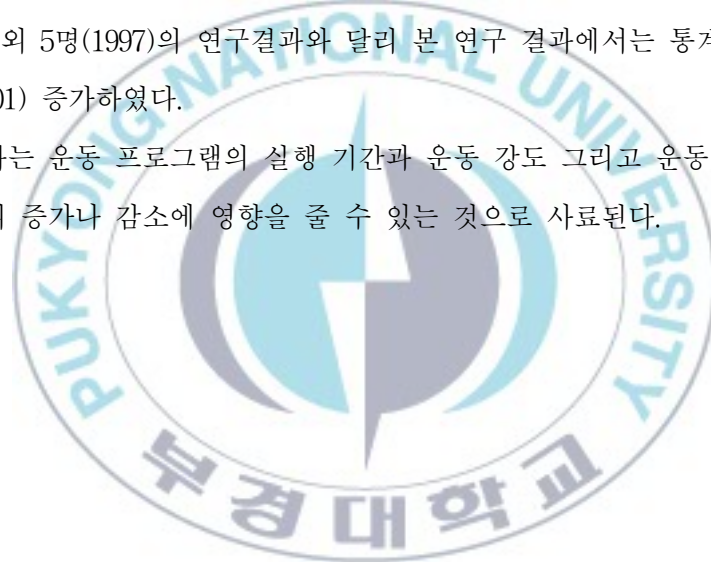 외 5명(1997)의 연구결과와 달리 본 연구 결과에서는 통계
01) 증가하였다.
는 운동 프로그램의 실행 기간과 운동 강도 그리고 운동
증가나 감소에 영향을 줄 수 있는 것으로 사료된다.
PUKYONG NATIONAL UNIVERSITY
부경대학교